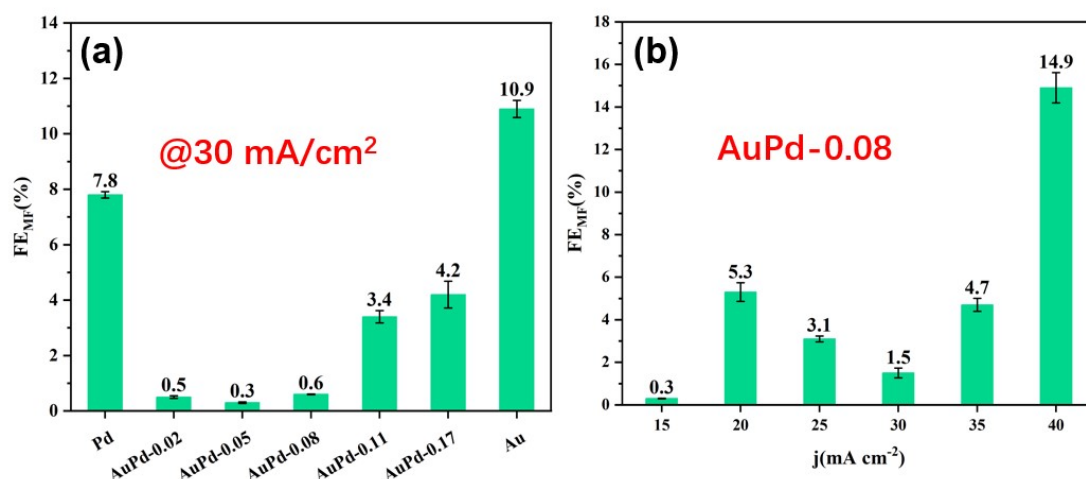 (a)
@30 mA/cm²
FE_MF(%)
14
12
10
8
6
4
2
0
7.8
0.5
0.3
0.6
3.4
4.2
10.9
Pd
AuPd-0.02
AuPd-0.05
AuPd-0.08
AuPd-0.11
AuPd-0.17
Au
(b)
AuPd-0.08
FE_MF(%)
18
16
14
12
10
8
6
4
2
0
0.3
5.3
3.1
1.5
4.7
14.9
15
20
25
30
35
40
j(mA cm⁻²)